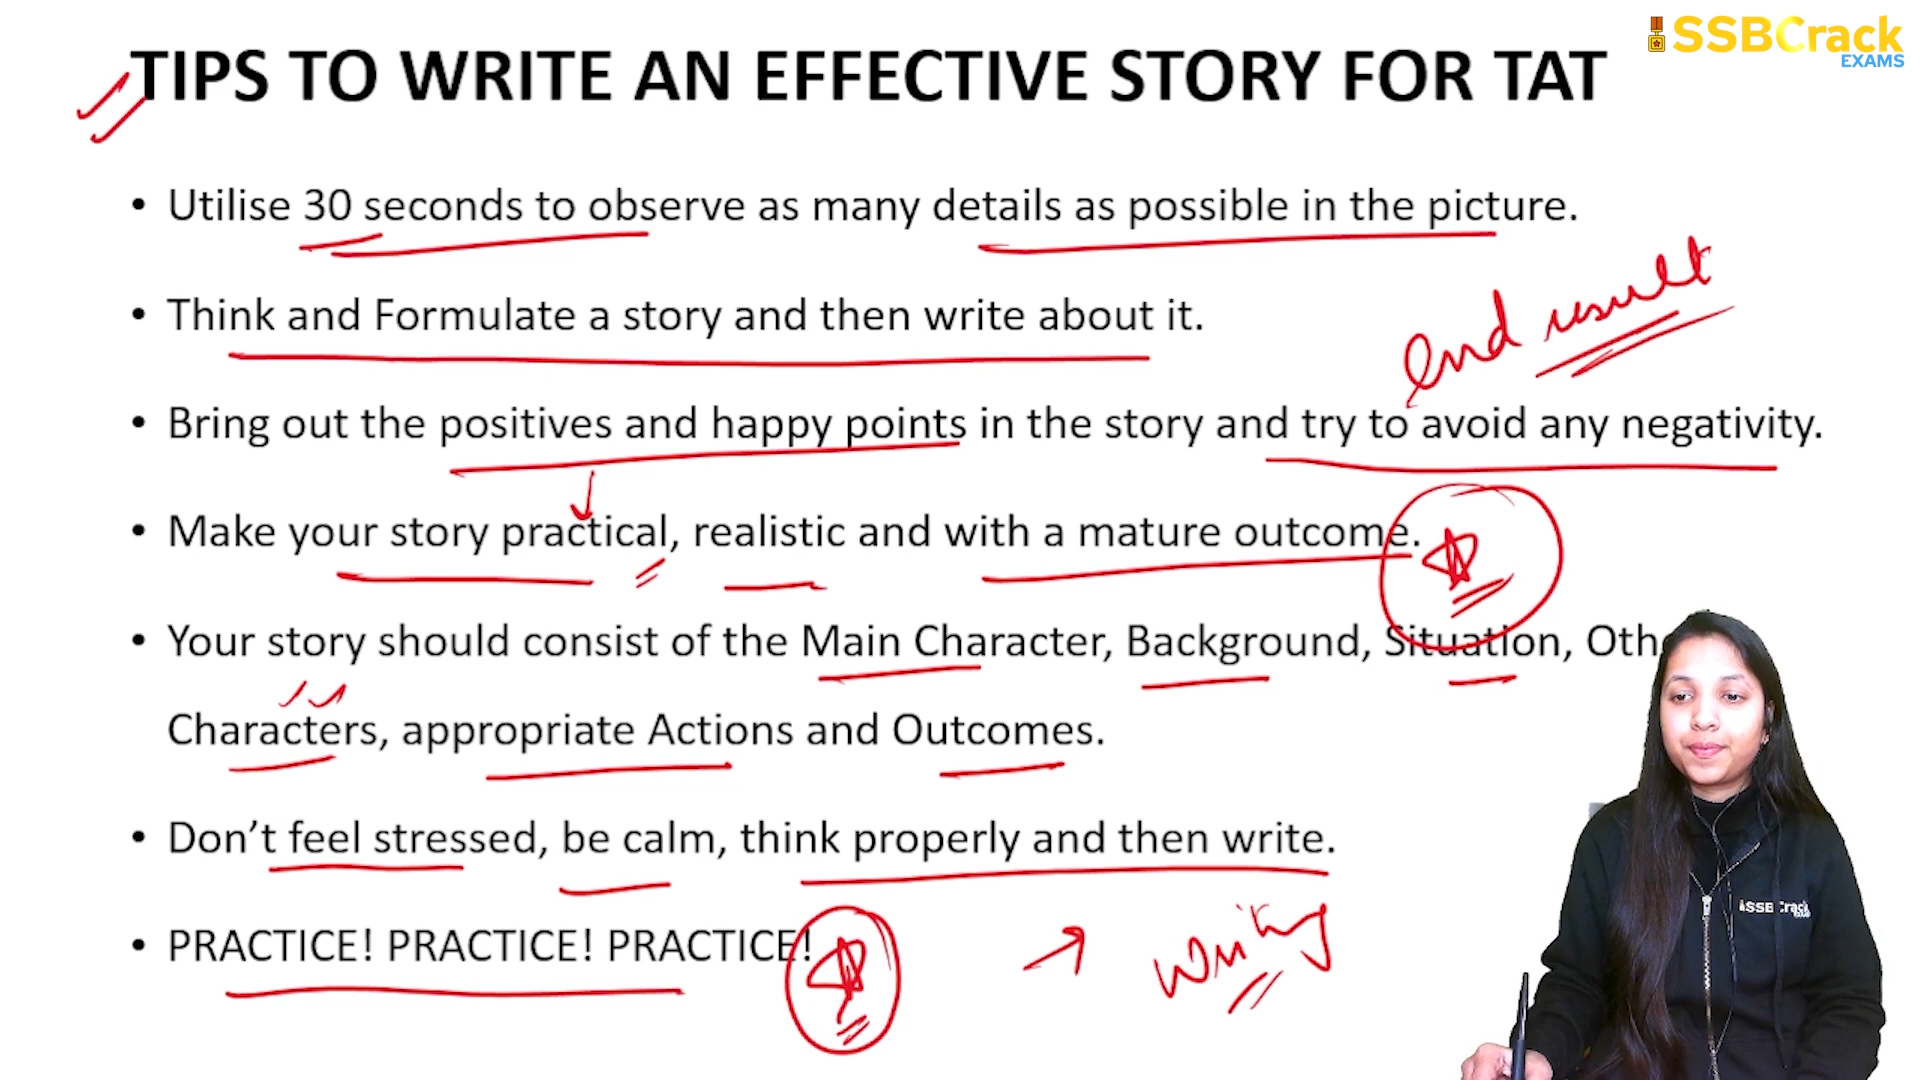 SSBCrack
EXAMS
TIPS TO WRITE AN EFFECTIVE STORY FOR TAT
• Utilise 30 seconds to observe as many details as possible in the picture.
• Think and Formulate a story and then write about it.
end result
• Bring out the positives and happy points in the story and try to avoid any negativity.
• Make your story practical, realistic and with a mature outcome.
• Your story should consist of the Main Character, Background, Situation,
Characters, appropriate Actions and Outcomes.
• Don’t feel stressed, be calm, think properly and then write.
SSBCrack
• PRACTICE! PRACTICE! PRACTICE!
writing